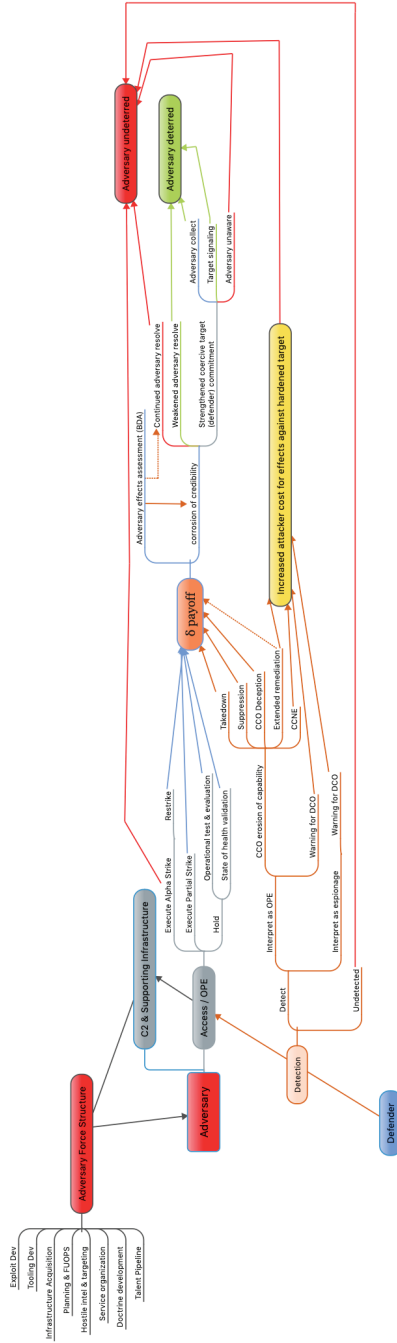 Exploit Dev
Tooling Dev
Infrastructure Acquisition
Planning & FUOPS
Hostile intel & targeting
Service organization
Doctrine development
Talent Pipeline
Adversary Force Structure
Adversary
C2 & Supporting Infrastructure
Access / OPE
Execute Alpha Strike
Restrike
Execute Partial Strike
Hold
Operational test & evaluation
State of health validation
δ payoff
Adversary effects assessment (BDA)
corrosion of credibility
Continued adversary resolve
Weakened adversary resolve
Strengthened coercive target
(defender) commitment
Adversary collect
Target signaling
Adversary unaware
Adversary undeterred
Adversary deterred
Defender
Detection
Detect
Undetected
Interpret as OPE
Interpret as espionage
CCO erosion of capability
Warning for DCO
Warning for DCO
Takedown
Suppression
CCO Deception
Extended remediation
CCNE
Increased attacker cost for effects against hardened target